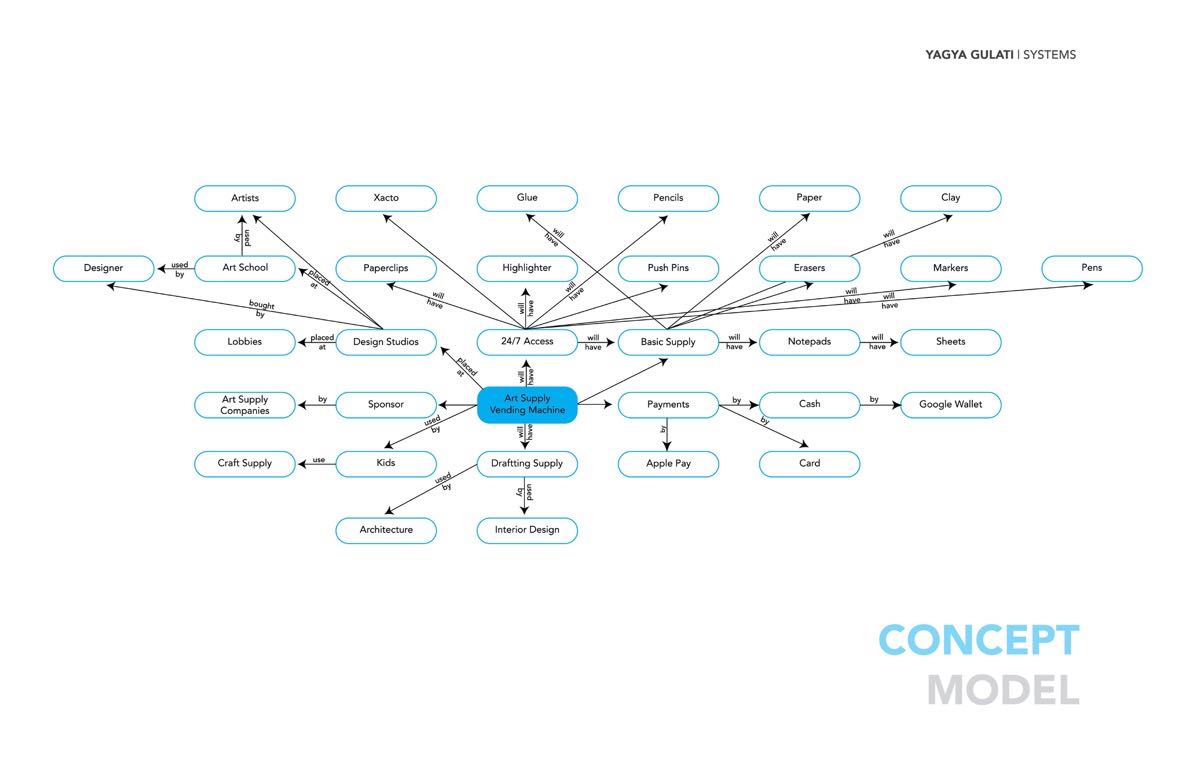 YAGYA GULATI | SYSTEMS
Artists
Xacto
Glue
Pencils
Paper
Clay
used
by
will
have
will
have
will
have
Designer
used
by
Art School
placed
at
Paperclips
will
have
Highlighter
will
have
will
have
Push Pins
Erasers
will
have
will
have
Markers
Pens
bought
by
Lobbies
placed
at
Design Studios
24/7 Access
will
have
Basic Supply
will
have
Notepads
will
have
Sheets
placed
at
will
have
Art Supply
Companies
by
Sponsor
Art Supply
Vending Machine
Payments
by
Cash
by
Google Wallet
used
by
will
have
by
by
Craft Supply
use
Kids
Draftting Supply
Apple Pay
Card
used
by
used
by
Architecture
Interior Design
CONCEPT
MODEL